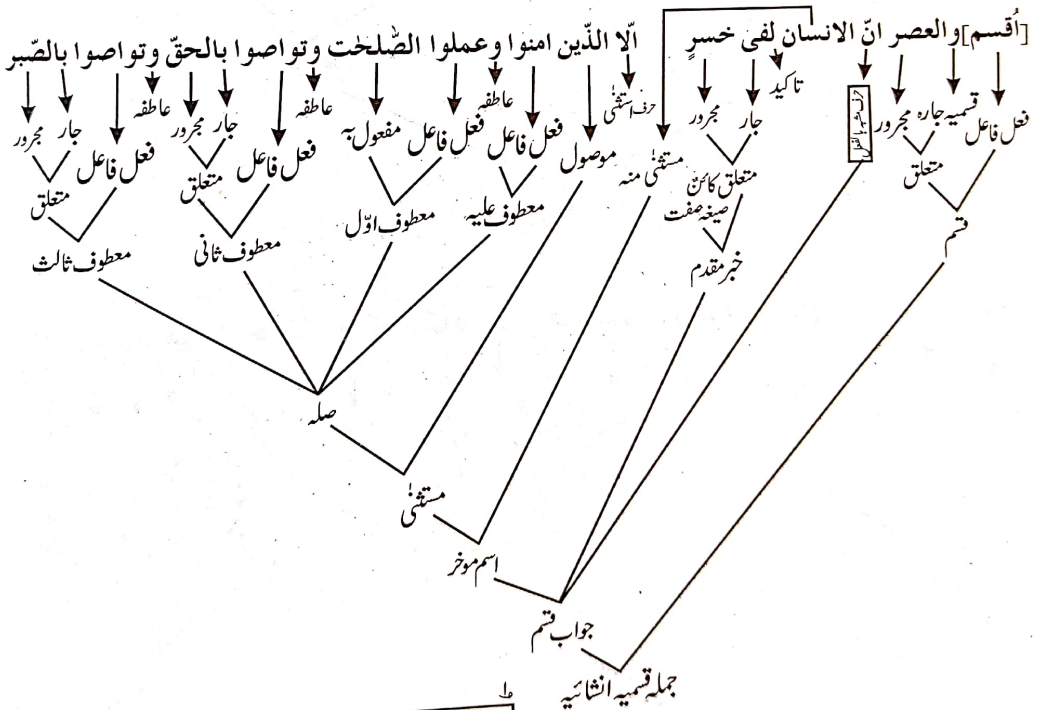 [اُقسم]والعصر انّ الانسان لفی خسرٍ الّا الذّین امنوا وعملوا الصّٰلحٰت وتواصوا بالحقّ وتواصوا بالصّبر
فعل فاعل قسمیہ جارہ مجرور حرف مشبہ بالفعل تاکید جار مجرور مستثنیٰ منہ حرف استثنیٰ موصول فعل فاعل عاطفہ فعل فاعل مفعول بہ عاطفہ فعل فاعل جار مجرور عاطفہ فعل فاعل جار مجرور
متعلق متعلق کائنٌ متعلق متعلق
صیغہ صفت معطوف علیہ معطوف اوّل معطوف ثانی معطوف ثالث
قسم خبر مقدم
صلہ
مستثنیٰ
اسم موخر
جواب قسم
جملہ قسمیہ انشائیہ